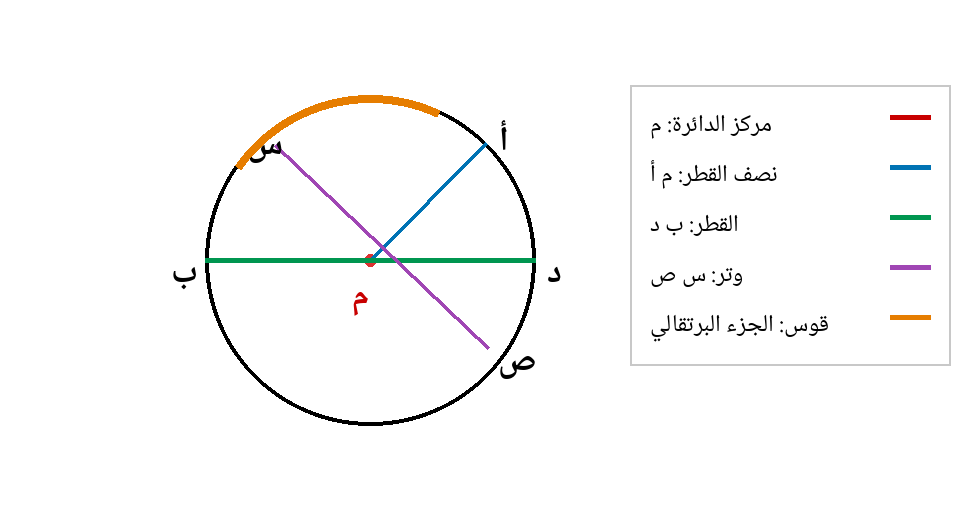 أ
س
ب
د
م
ص
مركز الدائرة: م
نصف القطر: م أ
القطر: ب د
وتر: س ص
قوس: الجزء البرتقالي